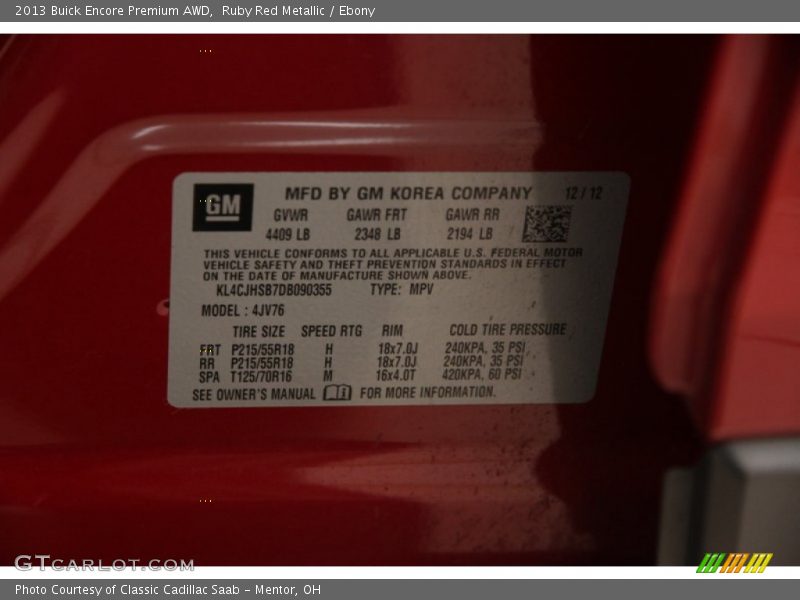 2013 Buick Encore Premium AWD,  Ruby Red Metallic / Ebony
GM MFD BY GM KOREA COMPANY 12 / 12
GVWR GAWR FRT GAWR RR
4409 LB 2348 LB 2194 LB
THIS VEHICLE CONFORMS TO ALL APPLICABLE U.S. FEDERAL MOTOR
VEHICLE SAFETY AND THEFT PREVENTION STANDARDS IN EFFECT
ON THE DATE OF MANUFACTURE SHOWN ABOVE.
KL4CJHSB7DB090355 TYPE: MPV
MODEL : 4JV76
TIRE SIZE SPEED RTG RIM COLD TIRE PRESSURE
FRT P215/55R18 H 18x7.0J 240KPA, 35 PSI
RR P215/55R18 H 18x7.0J 240KPA, 35 PSI
SPA T125/70R16 M 16x4.0T 420KPA, 60 PSI
SEE OWNER'S MANUAL FOR MORE INFORMATION.
GTCARLOT.COM
Photo Courtesy of Classic Cadillac Saab - Mentor, OH